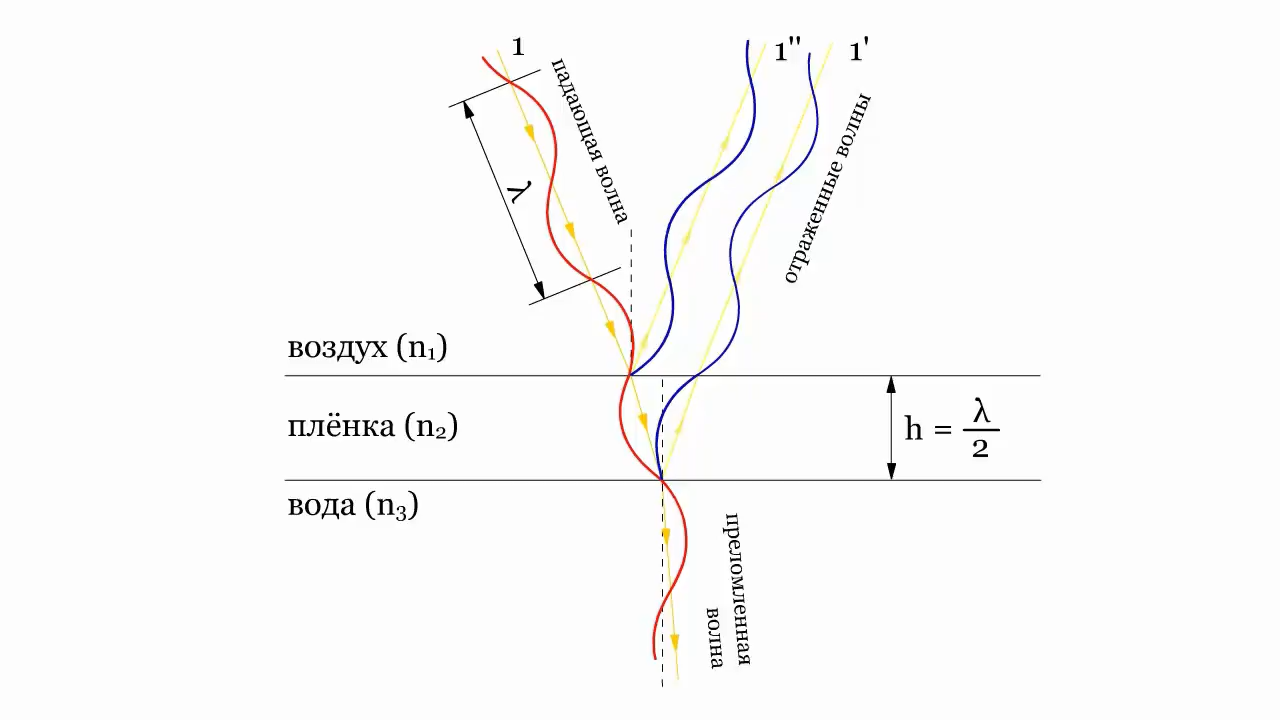 1
падающая волна
1" 1'
отраженные волны
λ
воздух (n₁)
плёнка (n₂)
h = λ/2
вода (n₃)
преломленная
волна